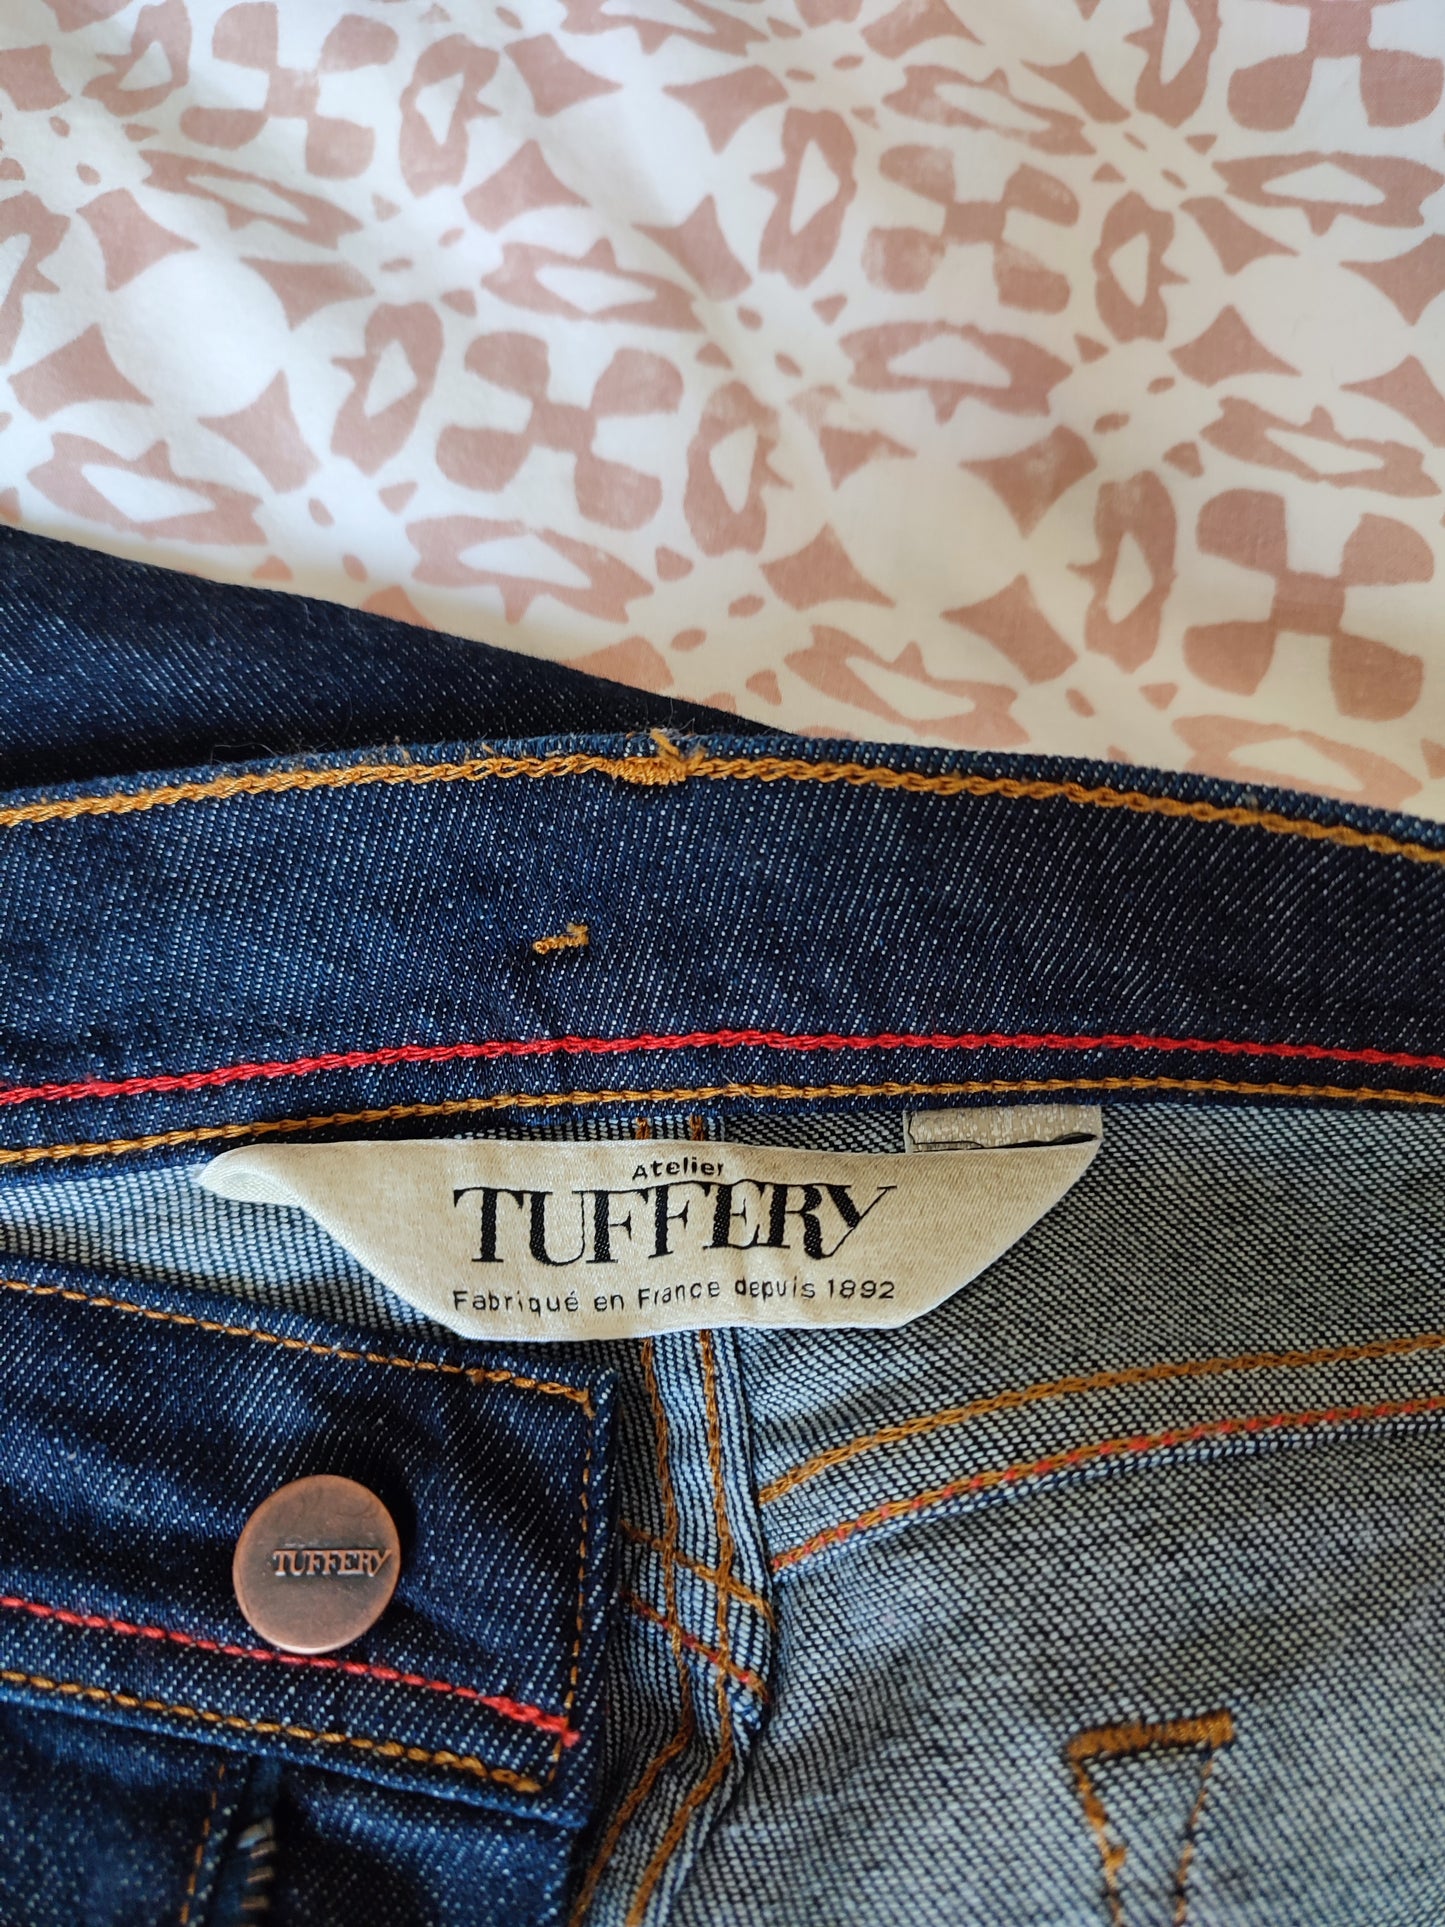 Atelier
TUFFERY
Fabriqué en France depuis 1892
TUFFERY